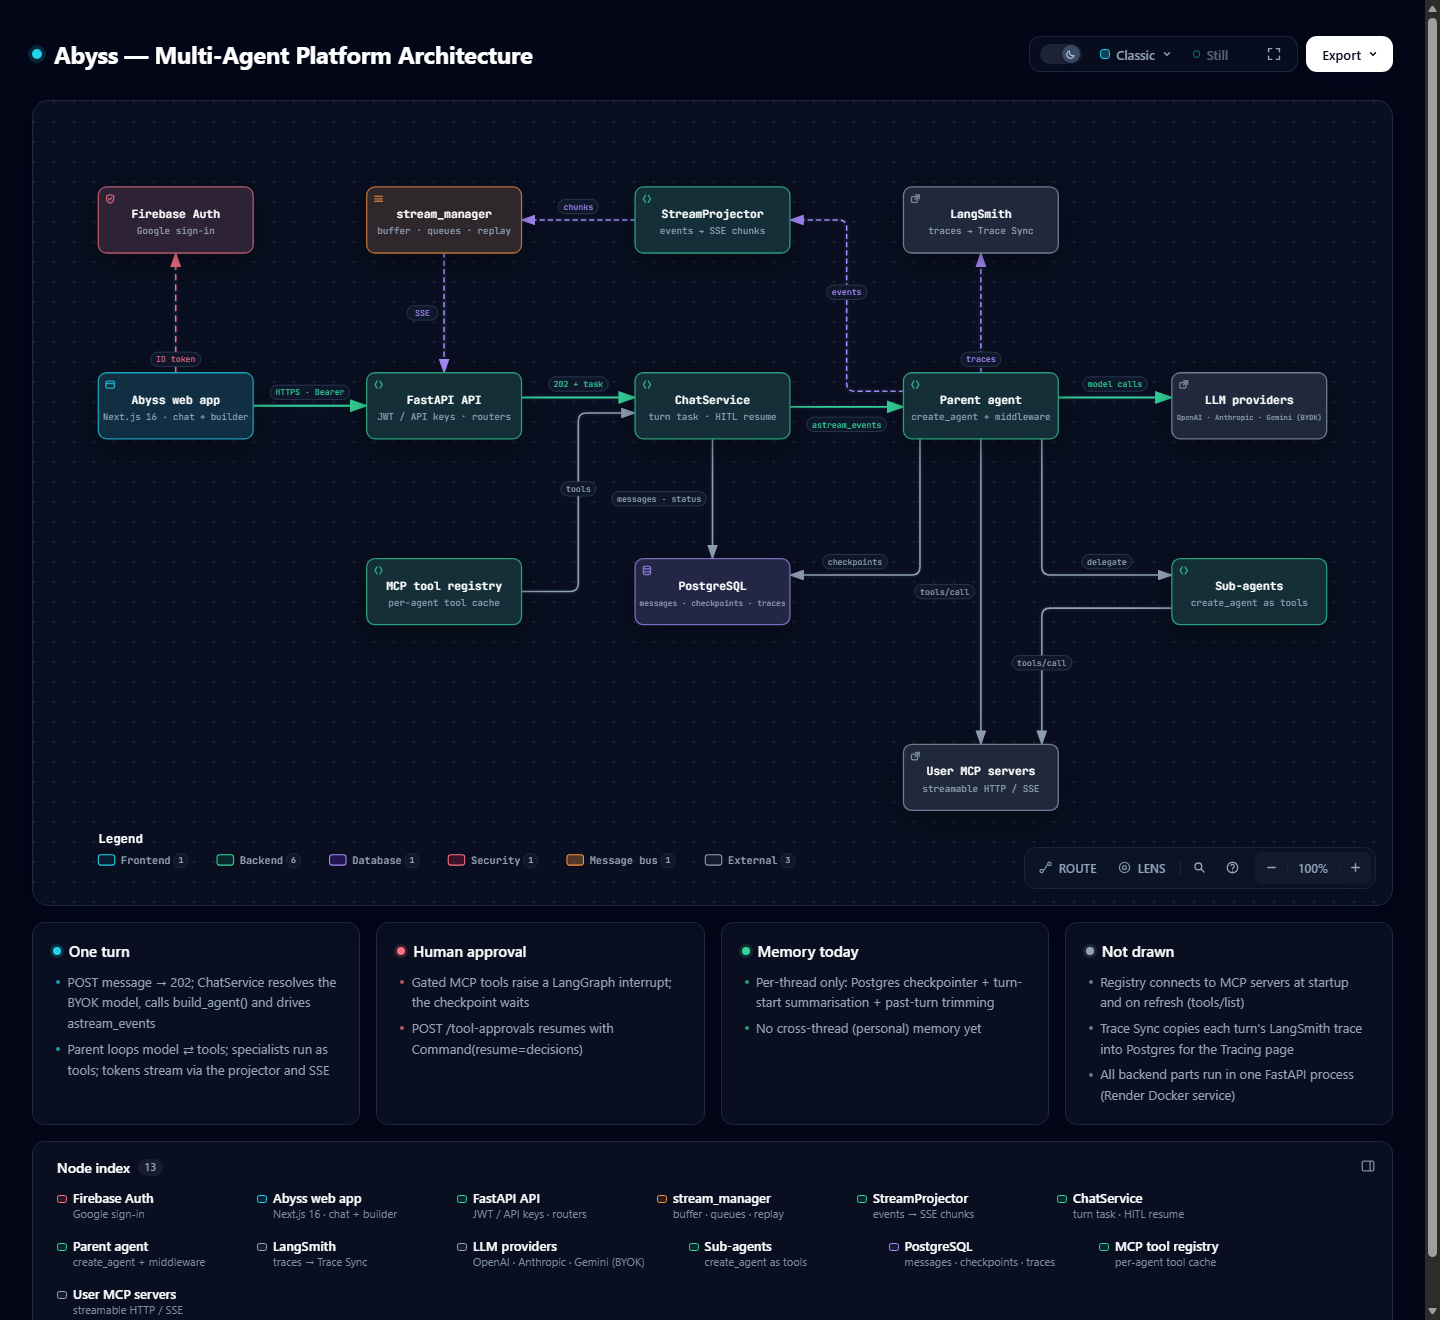 Abyss — Multi-Agent Platform Architecture
Classic
Still
Export
Firebase Auth
Google sign-in
stream_manager
buffer · queues · replay
chunks
StreamProjector
events → SSE chunks
LangSmith
traces → Trace Sync
events
SSE
ID token
traces
Abyss web app
Next.js 16 · chat + builder
HTTPS · Bearer
FastAPI API
JWT / API keys · routers
202 + task
ChatService
turn task · HITL resume
astream_events
Parent agent
create_agent + middleware
model calls
LLM providers
OpenAI · Anthropic · Gemini (BYOK)
tools
messages · status
checkpoints
delegate
tools/call
MCP tool registry
per-agent tool cache
PostgreSQL
messages · checkpoints · traces
Sub-agents
create_agent as tools
tools/call
User MCP servers
streamable HTTP / SSE
Legend
Frontend 1
Backend 6
Database 1
Security 1
Message bus 1
External 3
ROUTE
LENS
100%
One turn
POST message → 202; ChatService resolves the
BYOK model, calls build_agent() and drives
astream_events
Parent loops model ⇄ tools; specialists run as
tools; tokens stream via the projector and SSE
Human approval
Gated MCP tools raise a LangGraph interrupt;
the checkpoint waits
POST /tool-approvals resumes with
Command(resume=decisions)
Memory today
Per-thread only: Postgres checkpointer + turn-
start summarisation + past-turn trimming
No cross-thread (personal) memory yet
Not drawn
Registry connects to MCP servers at startup
and on refresh (tools/list)
Trace Sync copies each turn's LangSmith trace
into Postgres for the Tracing page
All backend parts run in one FastAPI process
(Render Docker service)
Node index 13
Firebase Auth
Google sign-in
Abyss web app
Next.js 16 · chat + builder
FastAPI API
JWT / API keys · routers
stream_manager
buffer · queues · replay
StreamProjector
events → SSE chunks
ChatService
turn task · HITL resume
Parent agent
create_agent + middleware
LangSmith
traces → Trace Sync
LLM providers
OpenAI · Anthropic · Gemini (BYOK)
Sub-agents
create_agent as tools
PostgreSQL
messages · checkpoints · traces
MCP tool registry
per-agent tool cache
User MCP servers
streamable HTTP / SSE